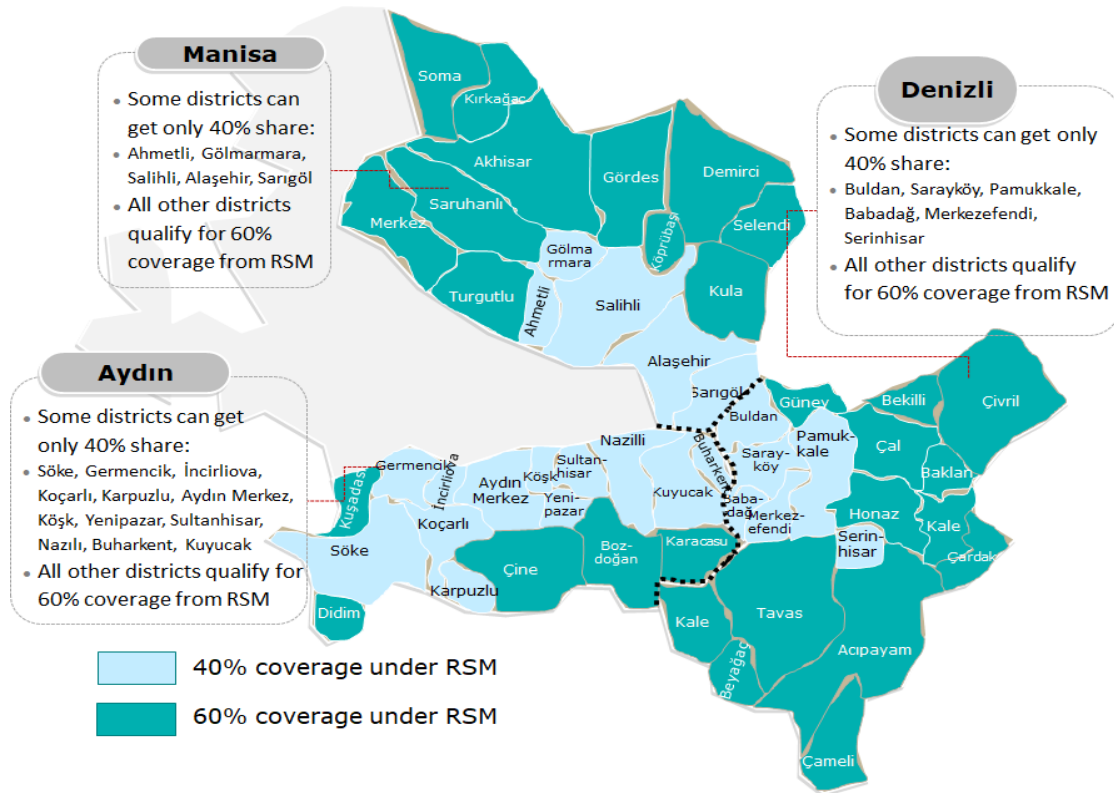 Manisa
• Some districts can
get only 40% share:
• Ahmetli, Gölmarmara,
Salihli, Alaşehir, Sarıgöl
• All other districts
qualify for 60%
coverage from RSM
Denizli
• Some districts can get only
40% share:
• Buldan, Sarayköy, Pamukkale,
Babadağ, Merkezefendi,
Serinhisar
• All other districts qualify
for 60% coverage from RSM
Aydın
• Some districts can get
only 40% share:
• Söke, Germencik, İncirliova,
Koçarlı, Karpuzlu, Aydın Merkez,
Köşk, Yenipazar, Sultanhisar,
Nazılı, Buharkent, Kuyucak
• All other districts qualify for
60% coverage from RSM
Soma
Kırkağaç
Akhisar
Gördes
Demirci
Saruhanlı
Merkez
Selendi
Köprübaşı
Gölma
rmara
Turgutlu
Ahmetli
Salihli
Kula
Alaşehir
Sarıgöl
Buldan
Güney
Bekilli
Çivril
Nazilli
Buharkent
Saray-
köy
Pamuk-
kale
Çal
Baklan
Germencik
İncirliova
Aydın
Merkez
Köşk
Sultan-
hisar
Yeni-
pazar
Kuyucak
Baba-
dağ
Merkez-
efendi
Honaz
Kale
Serin-
hisar
Çardak
Kuşadası
Koçarlı
Söke
Karpuzlu
Çine
Boz-
doğan
Karacasu
Didim
Kale
Tavas
Acıpayam
Beyağaç
Çameli
40% coverage under RSM
60% coverage under RSM